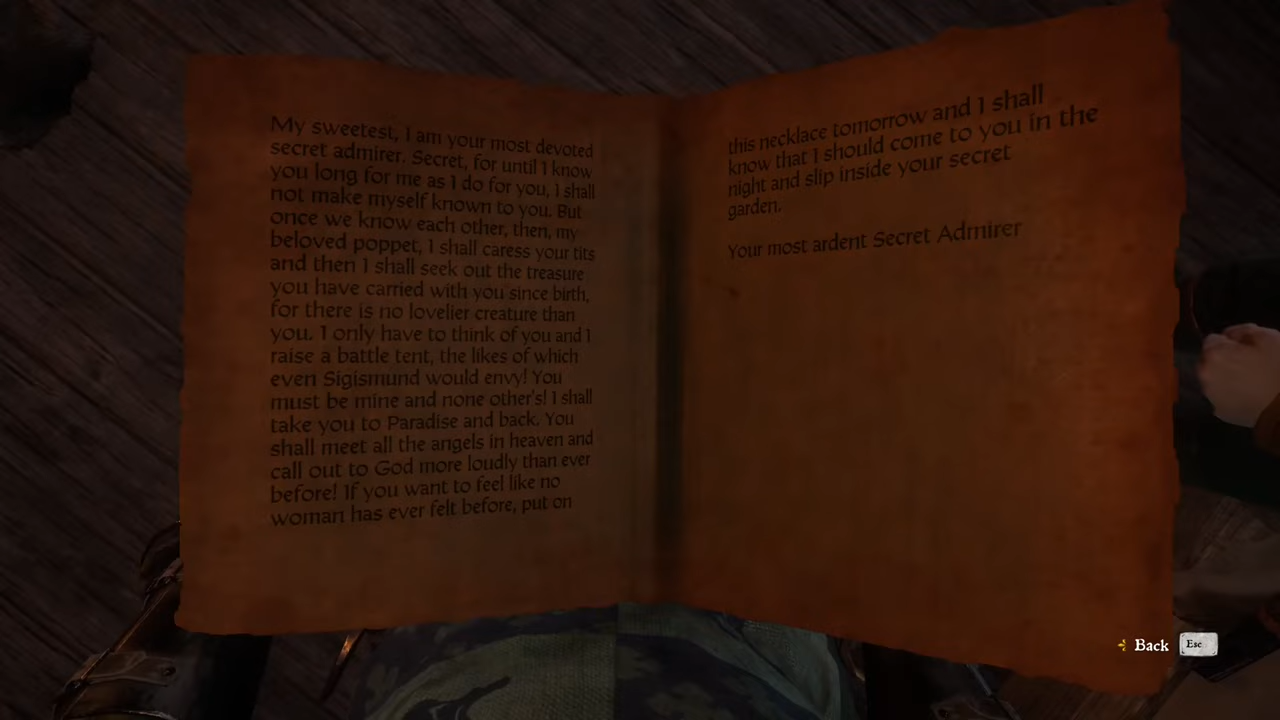 My sweetest, I am your most devoted
secret admirer. Secret, for until I know
you long for me as I do for you, I shall
not make myself known to you. But
once we know each other, then, my
beloved poppet, I shall caress your tits
and then I shall seek out the treasure
you have carried with you since birth,
for there is no lovelier creature than
you. I only have to think of you and I
raise a battle tent, the likes of which
even Sigismund would envy! You
must be mine and none other's! I shall
take you to Paradise and back. You
shall meet all the angels in heaven and
call out to God more loudly than ever
before! If you want to feel like no
woman has ever felt before, put on
this necklace tomorrow and I shall
know that I should come to you in the
night and slip inside your secret
garden.
Your most ardent Secret Admirer
Back Esc